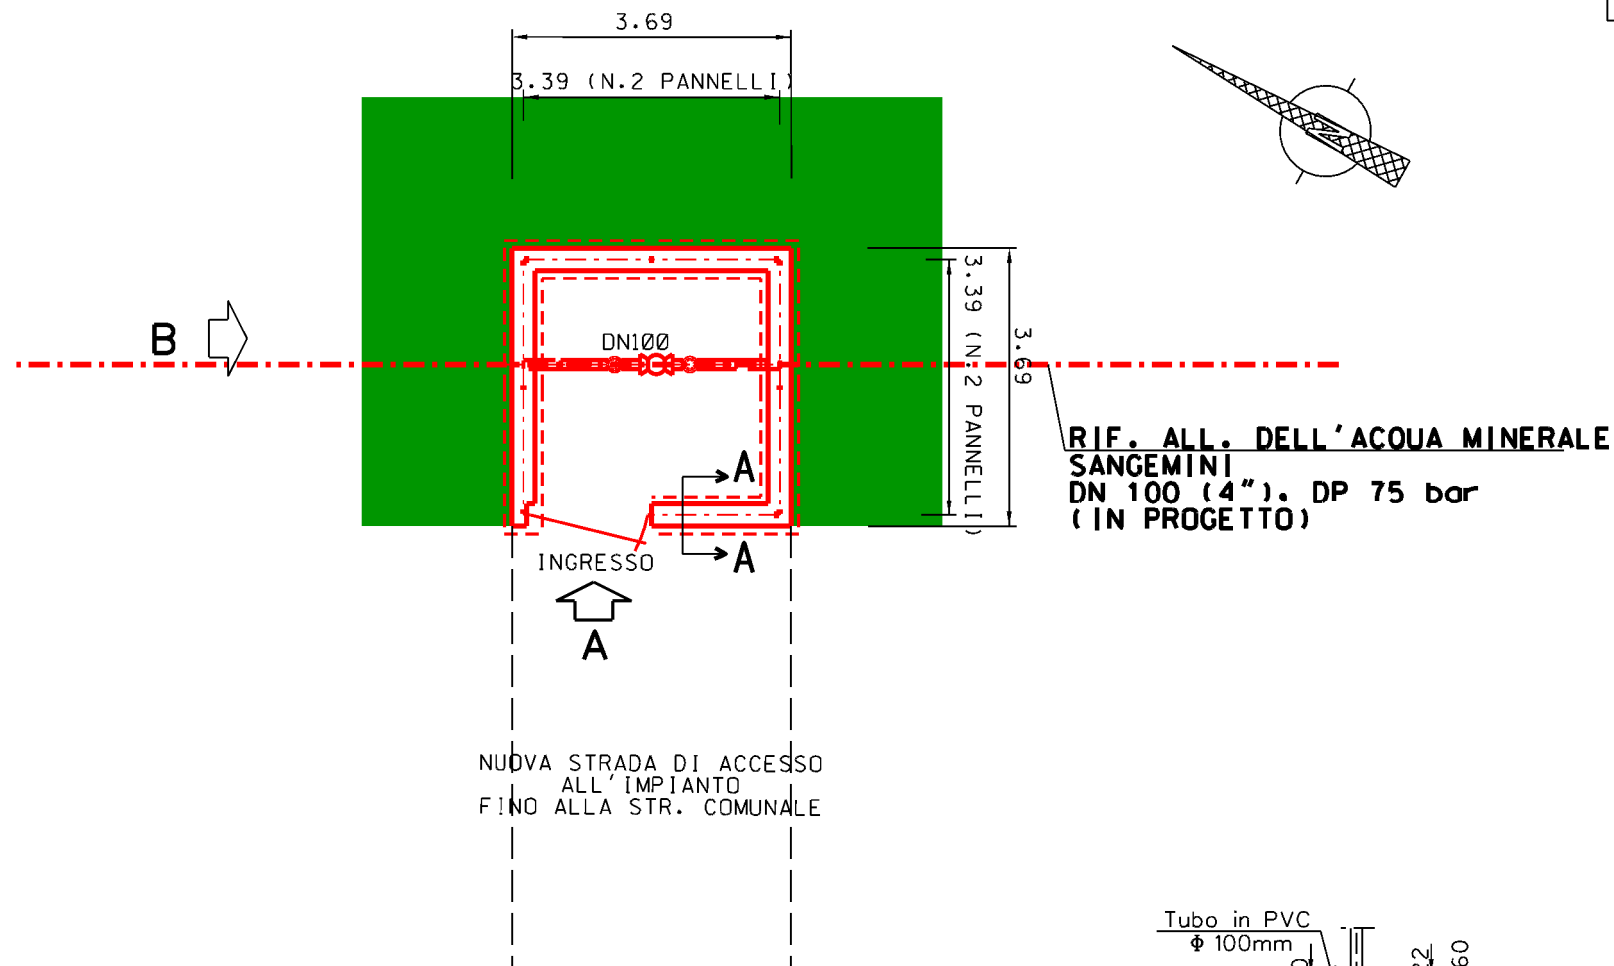 3.69
3.39 (N.2 PANNELLI)
N
3.39 (N.2 PANNELLI)
3.69
B
DN100
RIF. ALL. DELL'ACQUA MINERALE
SANGEMINI
DN 100 (4"). DP 75 bar
(IN PROGETTO)
A
A
INGRESSO
A
NUOVA STRADA DI ACCESSO
ALL'IMPIANTO
FINO ALLA STR. COMUNALE
Tubo in PVC
Φ 100mm
60